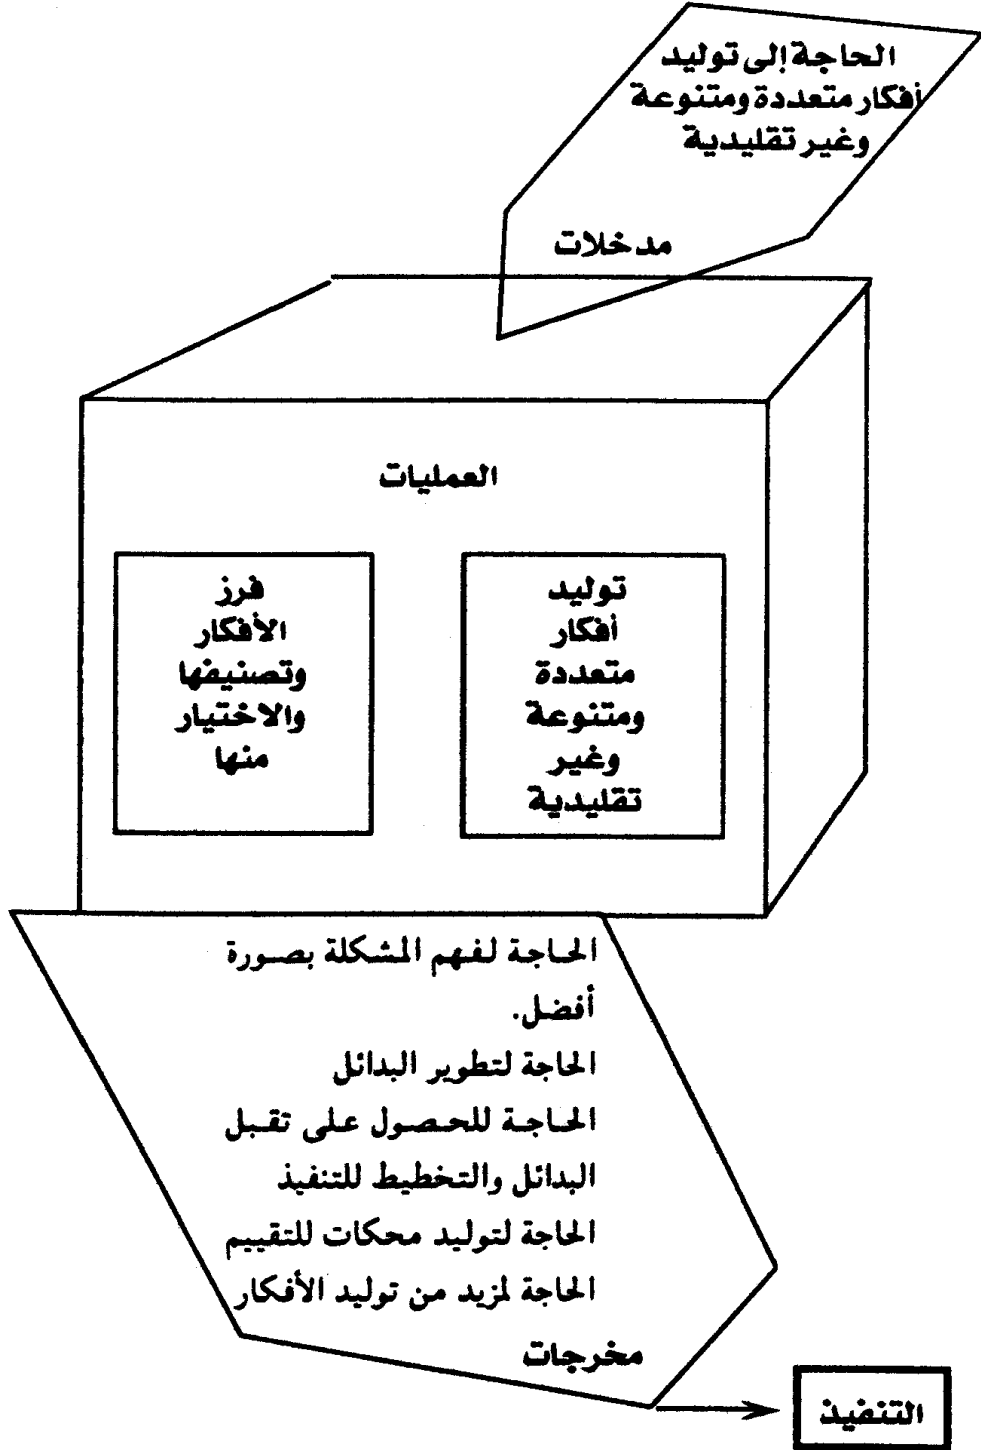 الحاجة إلى توليد
أفكار متعددة ومتنوعة
وغير تقليدية
مدخلات
العمليات
توليد
أفكار
متعددة
ومتنوعة
وغير
تقليدية
فرز
الأفكار
وتصنيفها
والاختيار
منها
الحاجة لفهم المشكلة بصورة
أفضل.
الحاجة لتطوير البدائل
الحاجة للحصول على تقبل
البدائل والتخطيط للتنفيذ
الحاجة لتوليد محكات للتقييم
الحاجة لمزيد من توليد الأفكار
مخرجات
التنفيذ